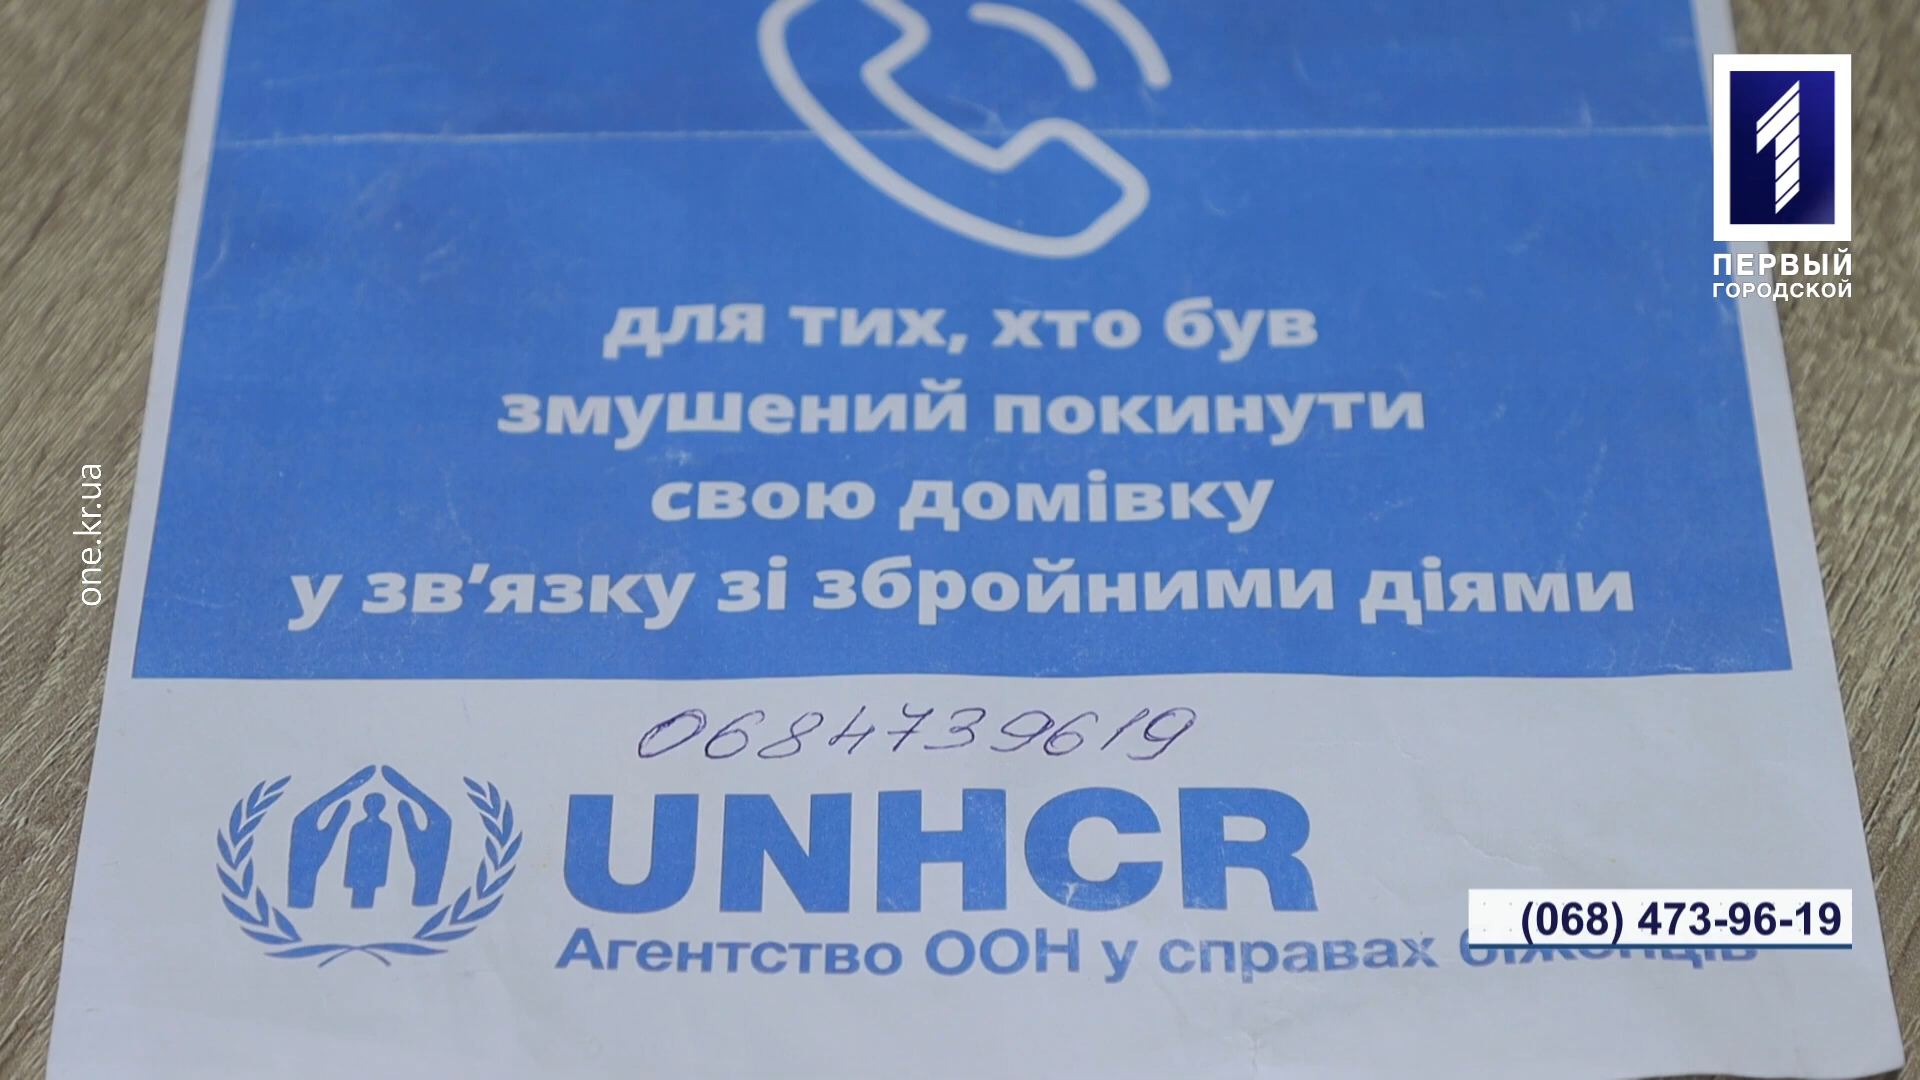 ПЕРВЫЙ
ГОРОДСКОЙ
one.kr.ua
для тих, хто був
змушений покинути
свою домівку
у зв’язку зі збройними діями
0684739619
UNHCR
(068) 473-96-19
Агентство ООН у справах біженців